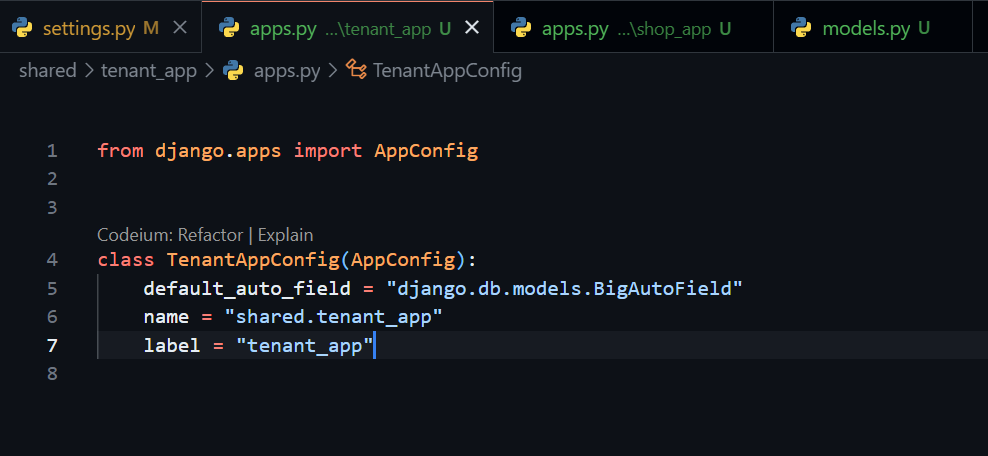 settings.py M
apps.py ...\tenant_app U
apps.py ...\shop_app U
models.py U
shared > tenant_app > apps.py > TenantAppConfig
1 from django.apps import AppConfig
2
3
Codeium: Refactor | Explain
4 class TenantAppConfig(AppConfig):
5     default_auto_field = "django.db.models.BigAutoField"
6     name = "shared.tenant_app"
7     label = "tenant_app"
8